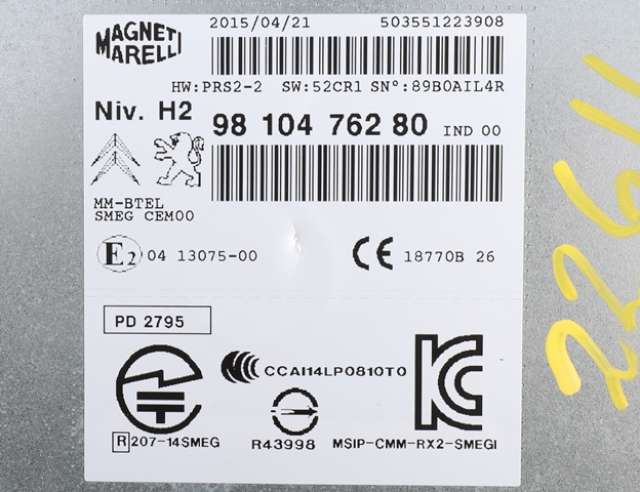 MAGNETI MARELLI
2015/04/21 503551223908
HW:PRS2-2 SW:52CR1 SN°:89B0AIL4R
Niv. H2
98 104 762 80 IND 00
MM-BTEL
SMEG CEM00
E2 04 13075-00
CE 18770B 26
PD 2795
CCAI14LP0810T0
R 207-14SMEG
R43998
MSIP-CMM-RX2-SMEGI
22611